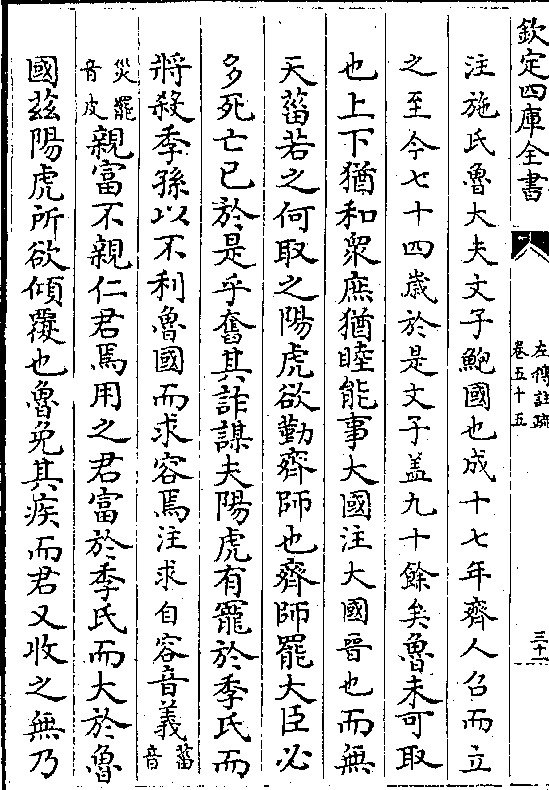 欽定四庫全書
左傳註疏
卷五十五
三十一
注施氏魯大夫文子鮑國也成十七年齊人召而立
之至今七十四歲於是文子盖九十餘矣魯未可取
也上下猶和衆庶猶睦能事大國注大國晉也而無
天菑若之何取之陽虎欲勤齊師也齊師罷大臣必
多死亡已於是乎奮其詐謀夫陽虎有寵於季氏而
將殺季孫以不利魯國而求容焉注求自容音義菑
音
災罷
音皮親富不親仁君焉用之君富於季氏而大於魯
國茲陽虎所欲傾覆也魯免其疾而君又收之無乃